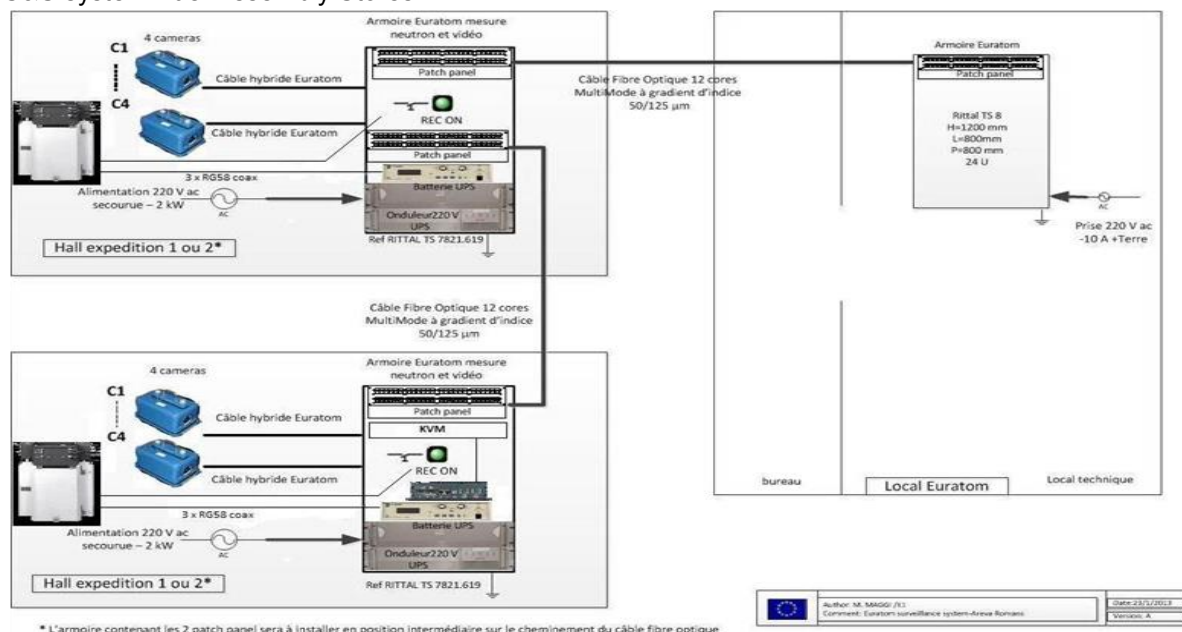 Armoire Euratom mesure
neutron et vidéo
4 cameras
C1
C4
Câble hybride Euratom
Câble hybride Euratom
Patch panel
REC ON
Patch panel
3 x RG58 coax
Alimentation 220 V ac
secourue – 2 kW
AC
Batterie UPS
Onduleur220 V
UPS
Ref RITTAL TS 7821.619
Hall expedition 1 ou 2*
Câble Fibre Optique 12 cores
MultiMode à gradient d'indice
50/125 µm
Armoire Euratom
Patch panel
Rittal TS 8
H=1200 mm
L=800mm
P=800 mm
24 U
AC
Prise 220 V ac
-10 A +Terre
bureau
Local Euratom
Local technique
Câble Fibre Optique 12 cores
MultiMode à gradient d'indice
50/125 µm
Armoire Euratom mesure
neutron et vidéo
4 cameras
C1
C4
Câble hybride Euratom
Câble hybride Euratom
Patch panel
KVM
REC ON
3 x RG58 coax
Alimentation 220 V ac
secourue – 2 kW
AC
Batterie UPS
Onduleur220 V
UPS
Ref RITTAL TS 7821.619
Hall expedition 1 ou 2*
Author: M. MAGGI /E1
Comment: Euratom surveillance system-Areva Romans
Date:23/1/2013
Version: A
* L'armoire contenant les 2 patch panel sera à installer en position intermédiaire sur le cheminement du câble fibre optique